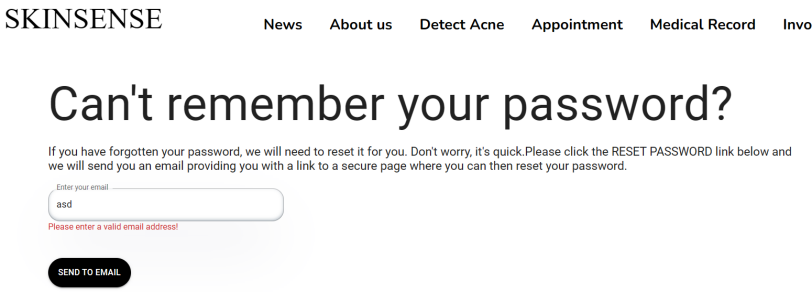 SKINSENSE
News About us Detect Acne Appointment Medical Record Invo
Can't remember your password?
If you have forgotten your password, we will need to reset it for you. Don't worry, it's quick.Please click the RESET PASSWORD link below and
we will send you an email providing you with a link to a secure page where you can then reset your password.
Enter your email
asd
Please enter a valid email address!
SEND TO EMAIL